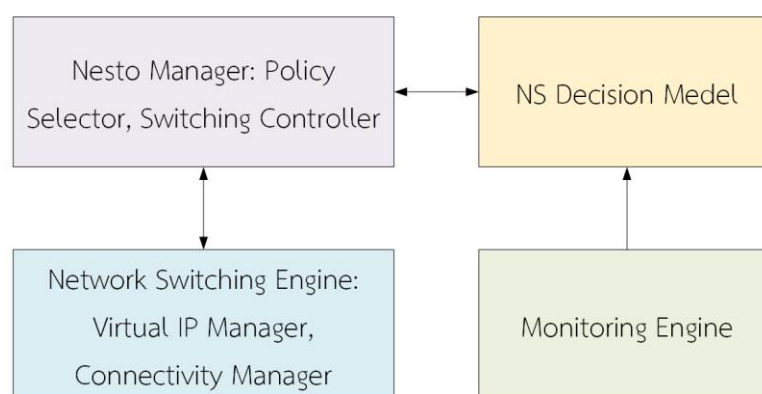 Nesto Manager: Policy
Selector, Switching Controller
NS Decision Medel
Network Switching Engine:
Virtual IP Manager,
Connectivity Manager
Monitoring Engine